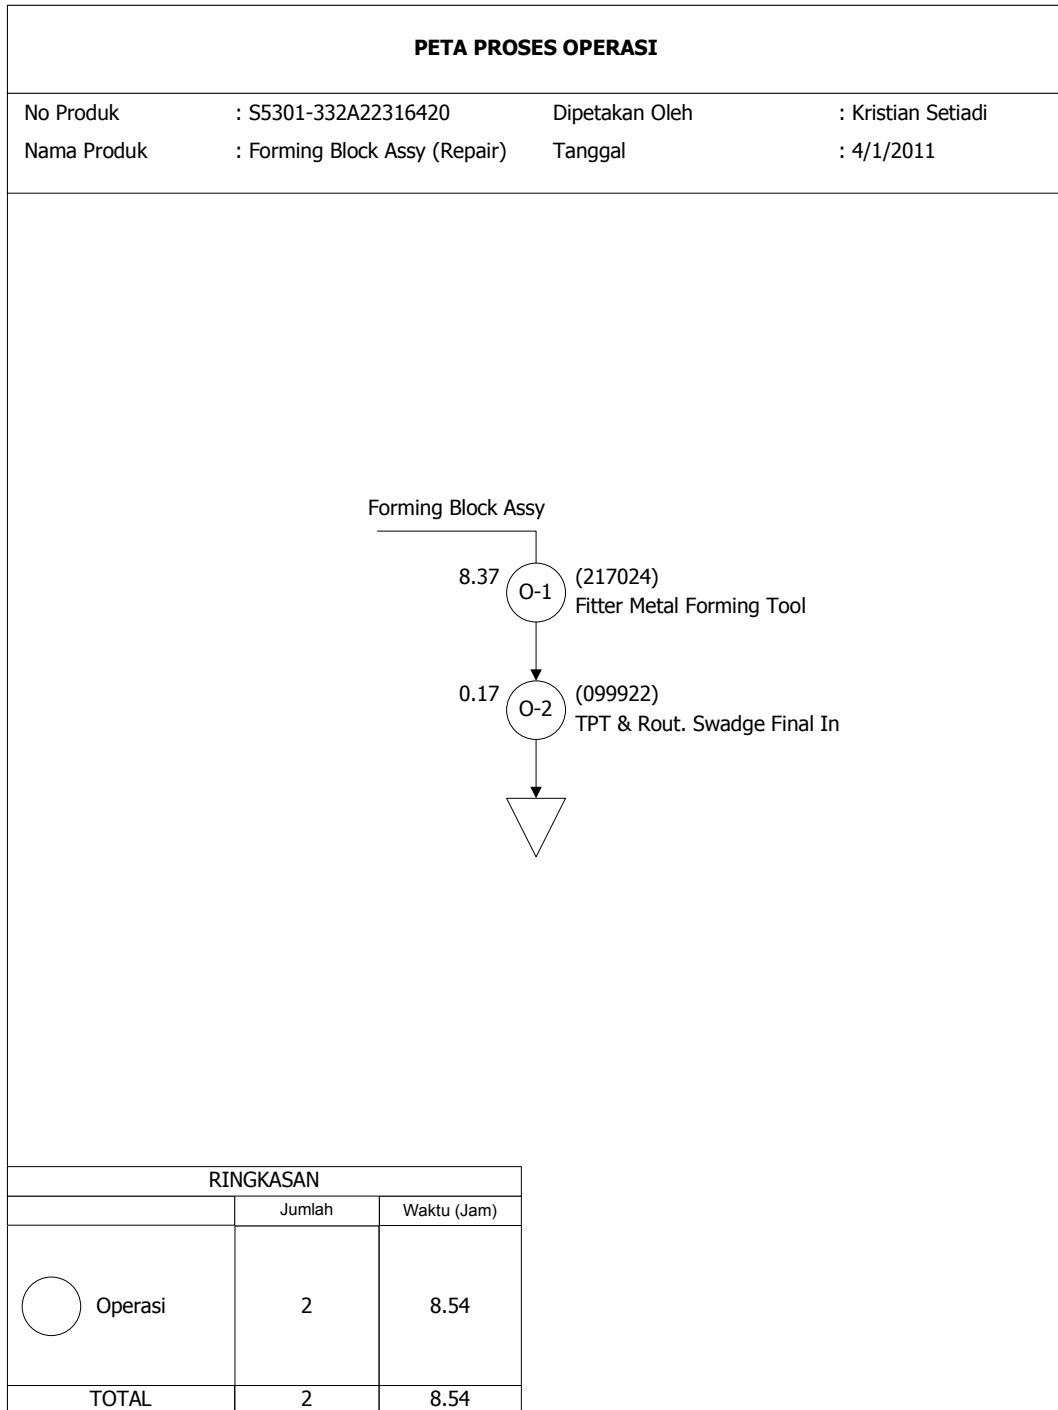 PETA PROSES OPERASI
No Produk : S5301-332A22316420 Dipetakan Oleh : Kristian Setiadi
Nama Produk : Forming Block Assy (Repair) Tanggal : 4/1/2011
Forming Block Assy
8.37 O-1 (217024)
Fitter Metal Forming Tool
0.17 O-2 (099922)
TPT & Rout. Swadge Final In
RINGKASAN
Jumlah Waktu (Jam)
Operasi 2 8.54
TOTAL 2 8.54